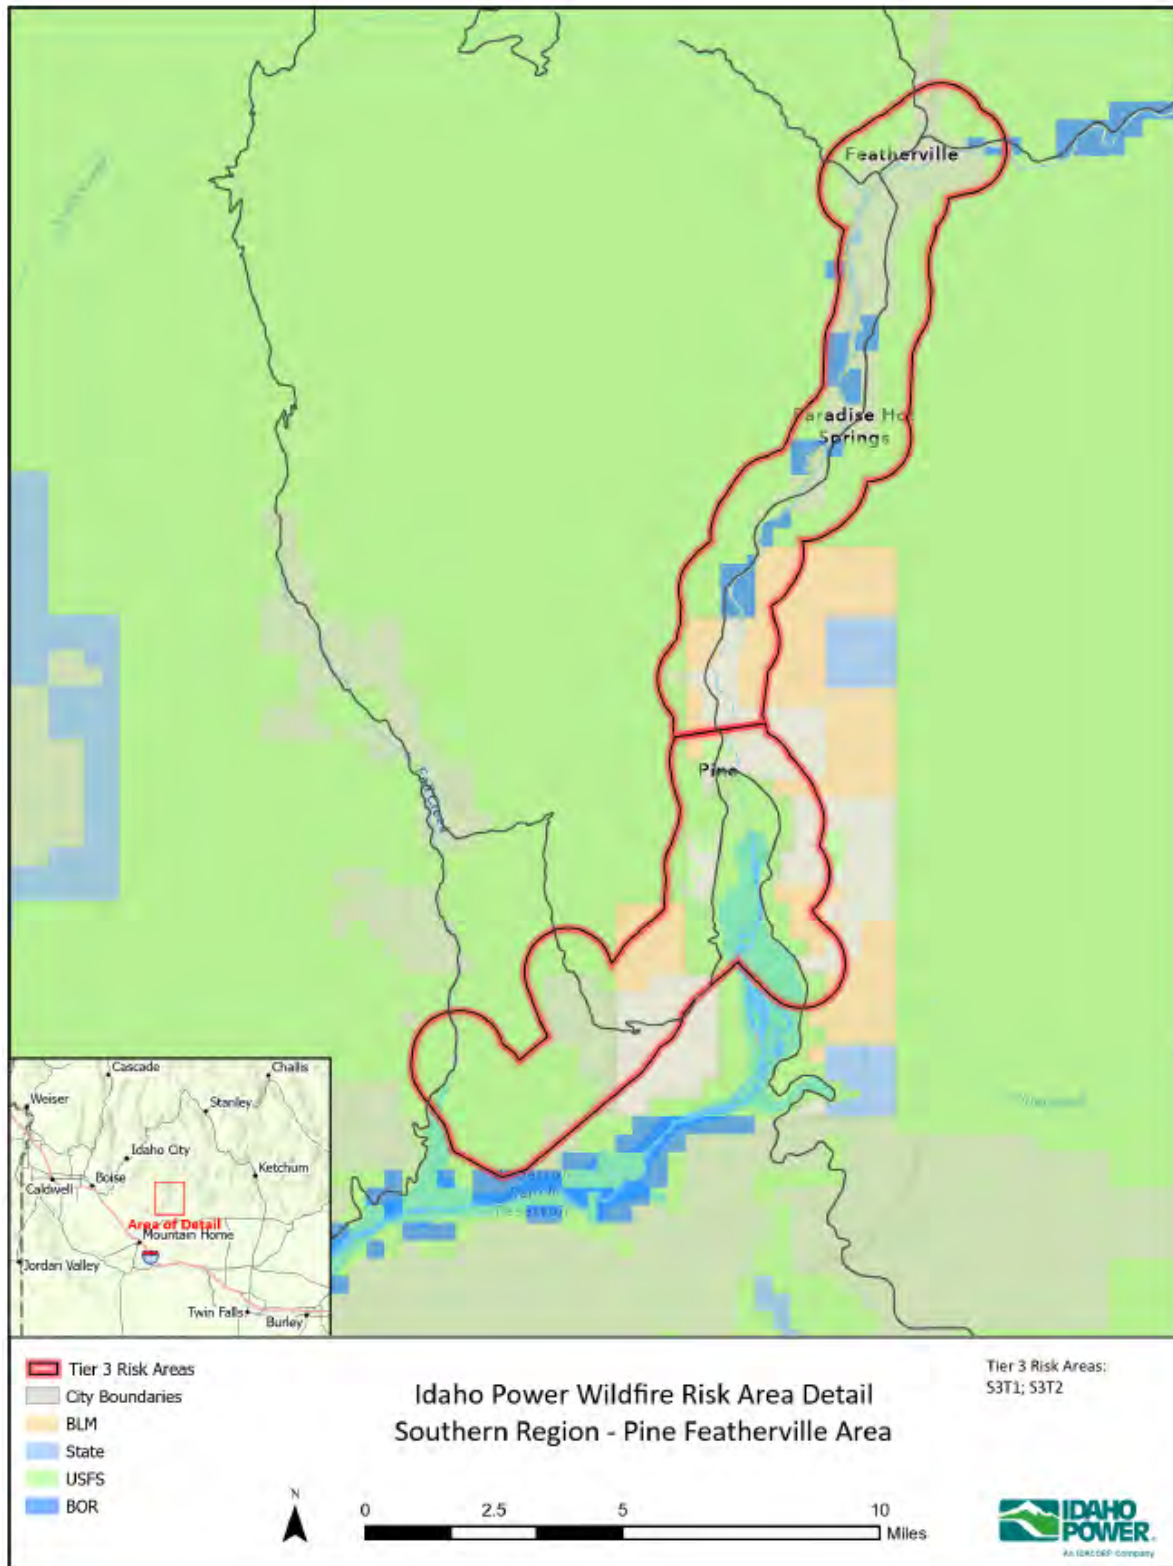 Featherville
Paradise Hot
Springs
Pine
Cascade
Challis
Weiser
Stanley
Idaho City
Ketchum
Boise
Caldwell
Area of Detail
Mountain Home
Jordan Valley
Twin Falls
Burley
Tier 3 Risk Areas
City Boundaries
BLM
State
USFS
BOR
Idaho Power Wildfire Risk Area Detail
Southern Region - Pine Featherville Area
Tier 3 Risk Areas:
S3T1; S3T2
N
0 2.5 5 10
Miles
IDAHO
POWER
An IDACORP Company